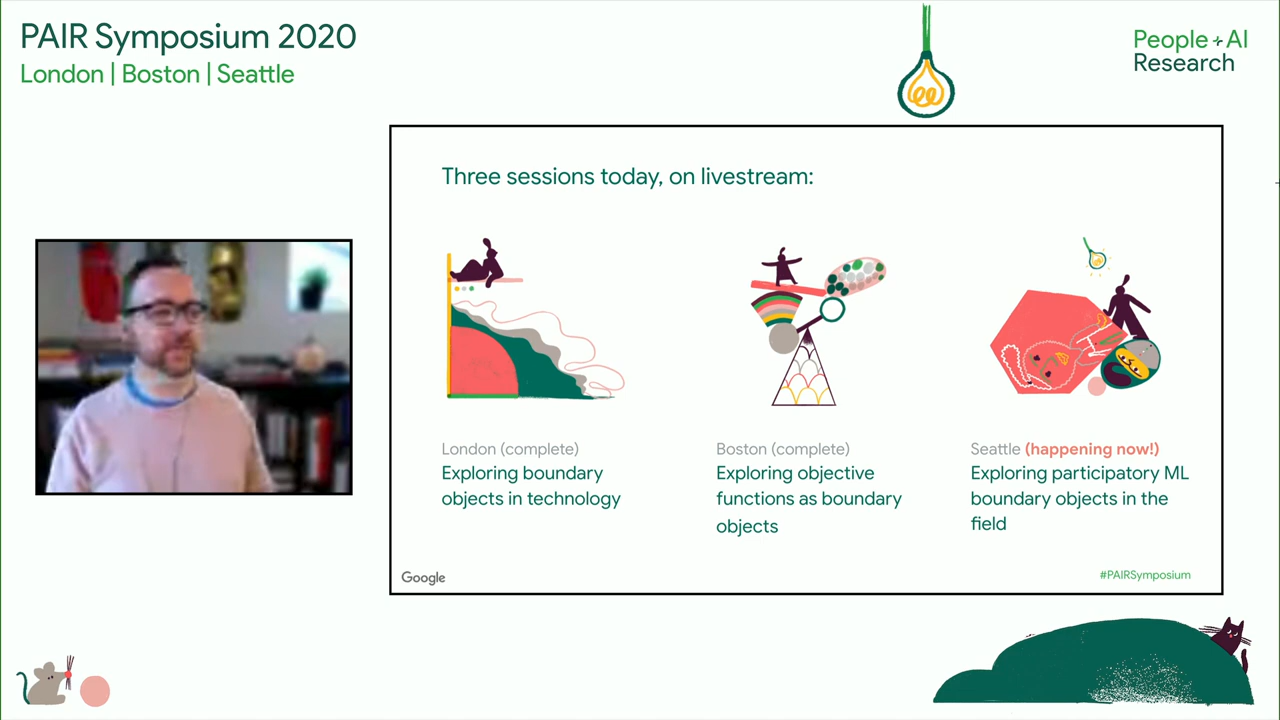 PAIR Symposium 2020
London | Boston | Seattle
People + AI
Research
Three sessions today, on livestream:
London (complete)
Exploring boundary
objects in technology
Boston (complete)
Exploring objective
functions as boundary
objects
Seattle (happening now!)
Exploring participatory ML
boundary objects in the
field
Google
#PAIRSymposium